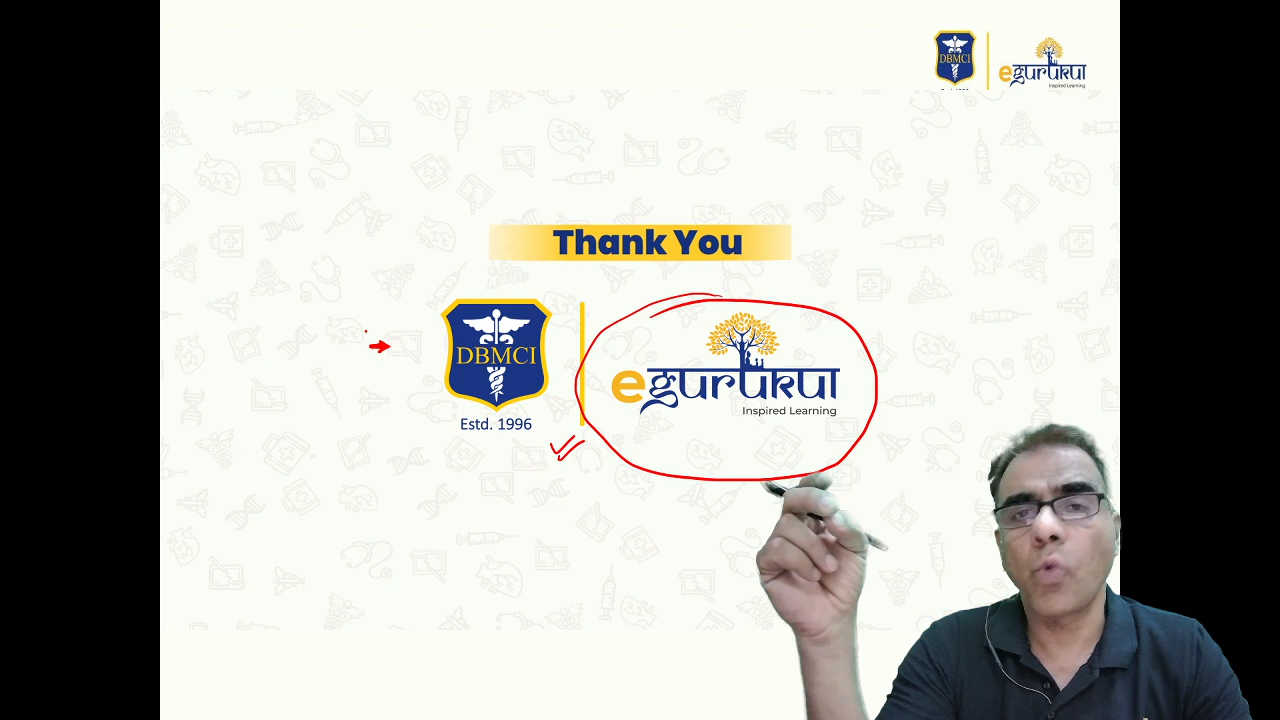 DBMCI
egurukul
Inspired Learning
Thank You
DBMCI
egurukul
Inspired Learning
Estd. 1996